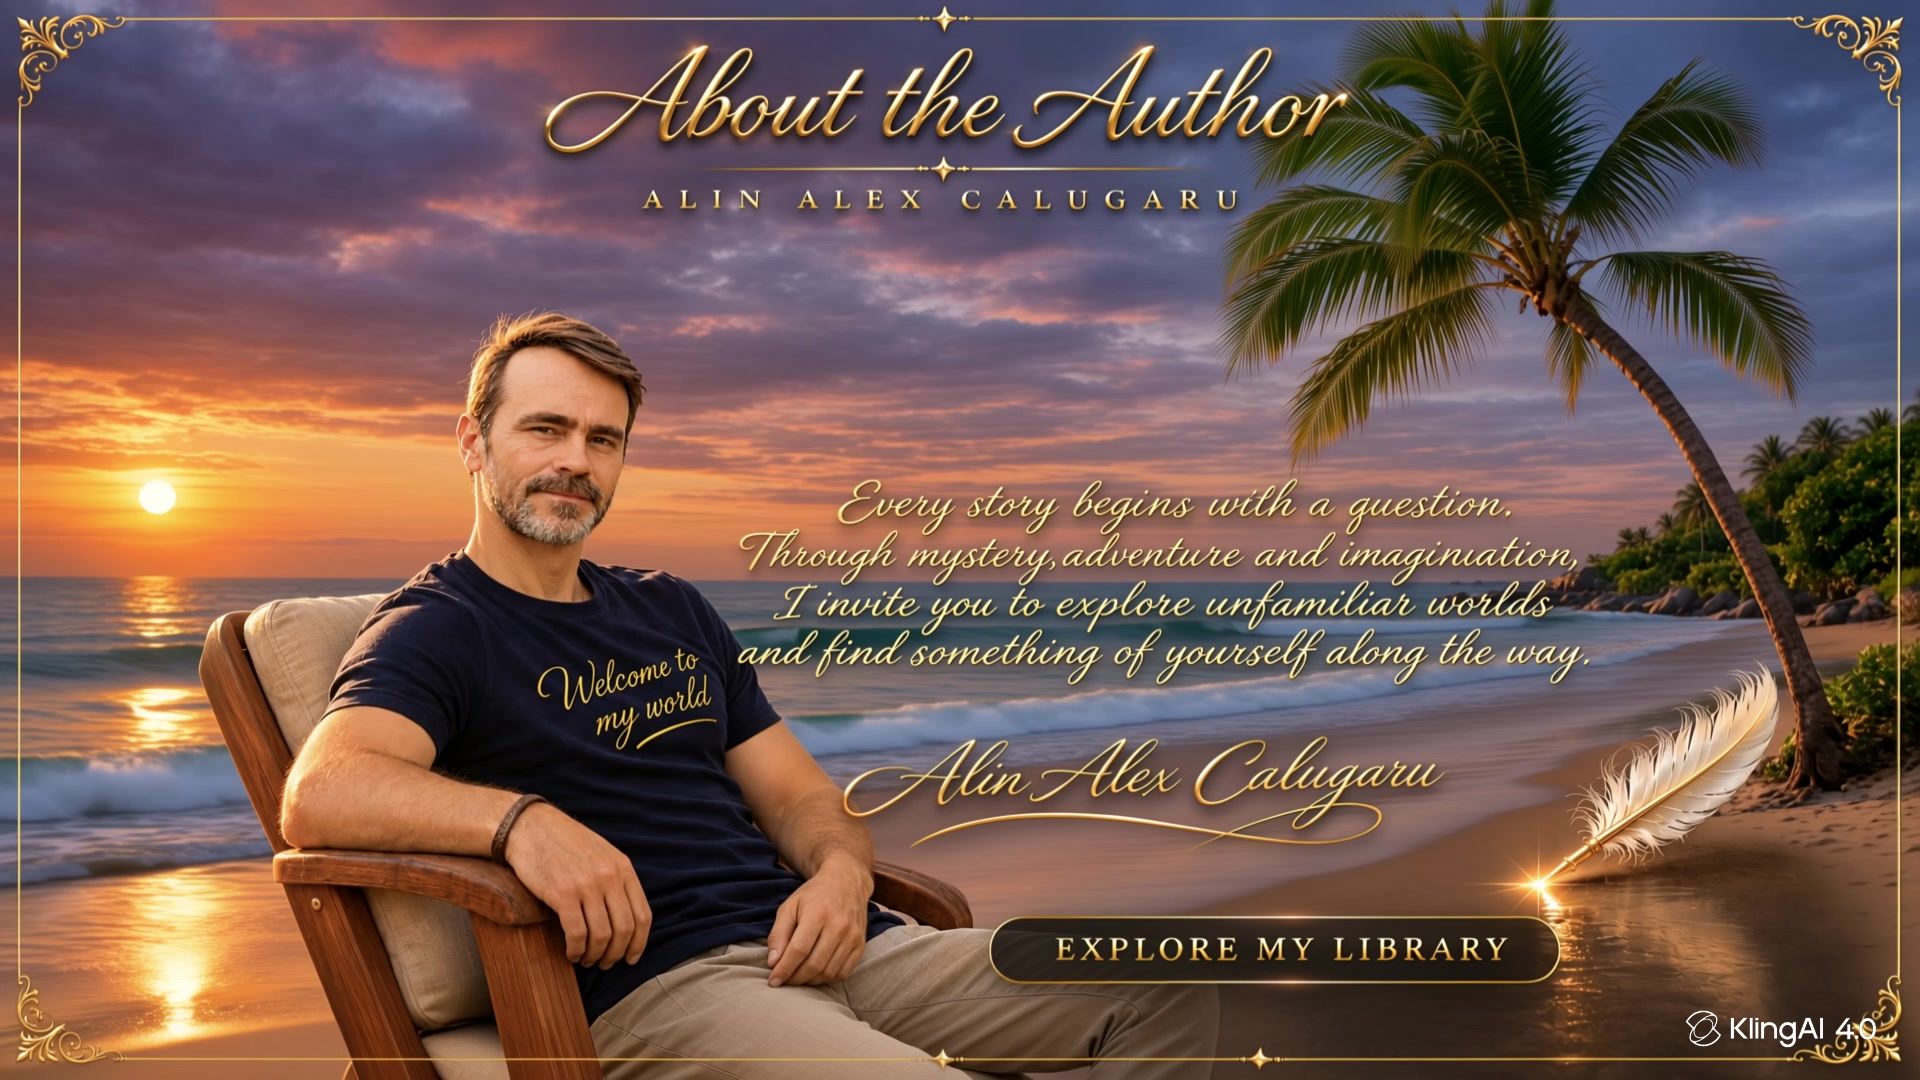 About the Author
ALIN ALEX CALUGARU
Every story begins with a question.
Through mystery, adventure and imaginiation,
I invite you to explore unfamiliar worlds
and find something of yourself along the way.
Welcome to
my world
Alin Alex Calugaru
EXPLORE MY LIBRARY
KlingAI 4.0